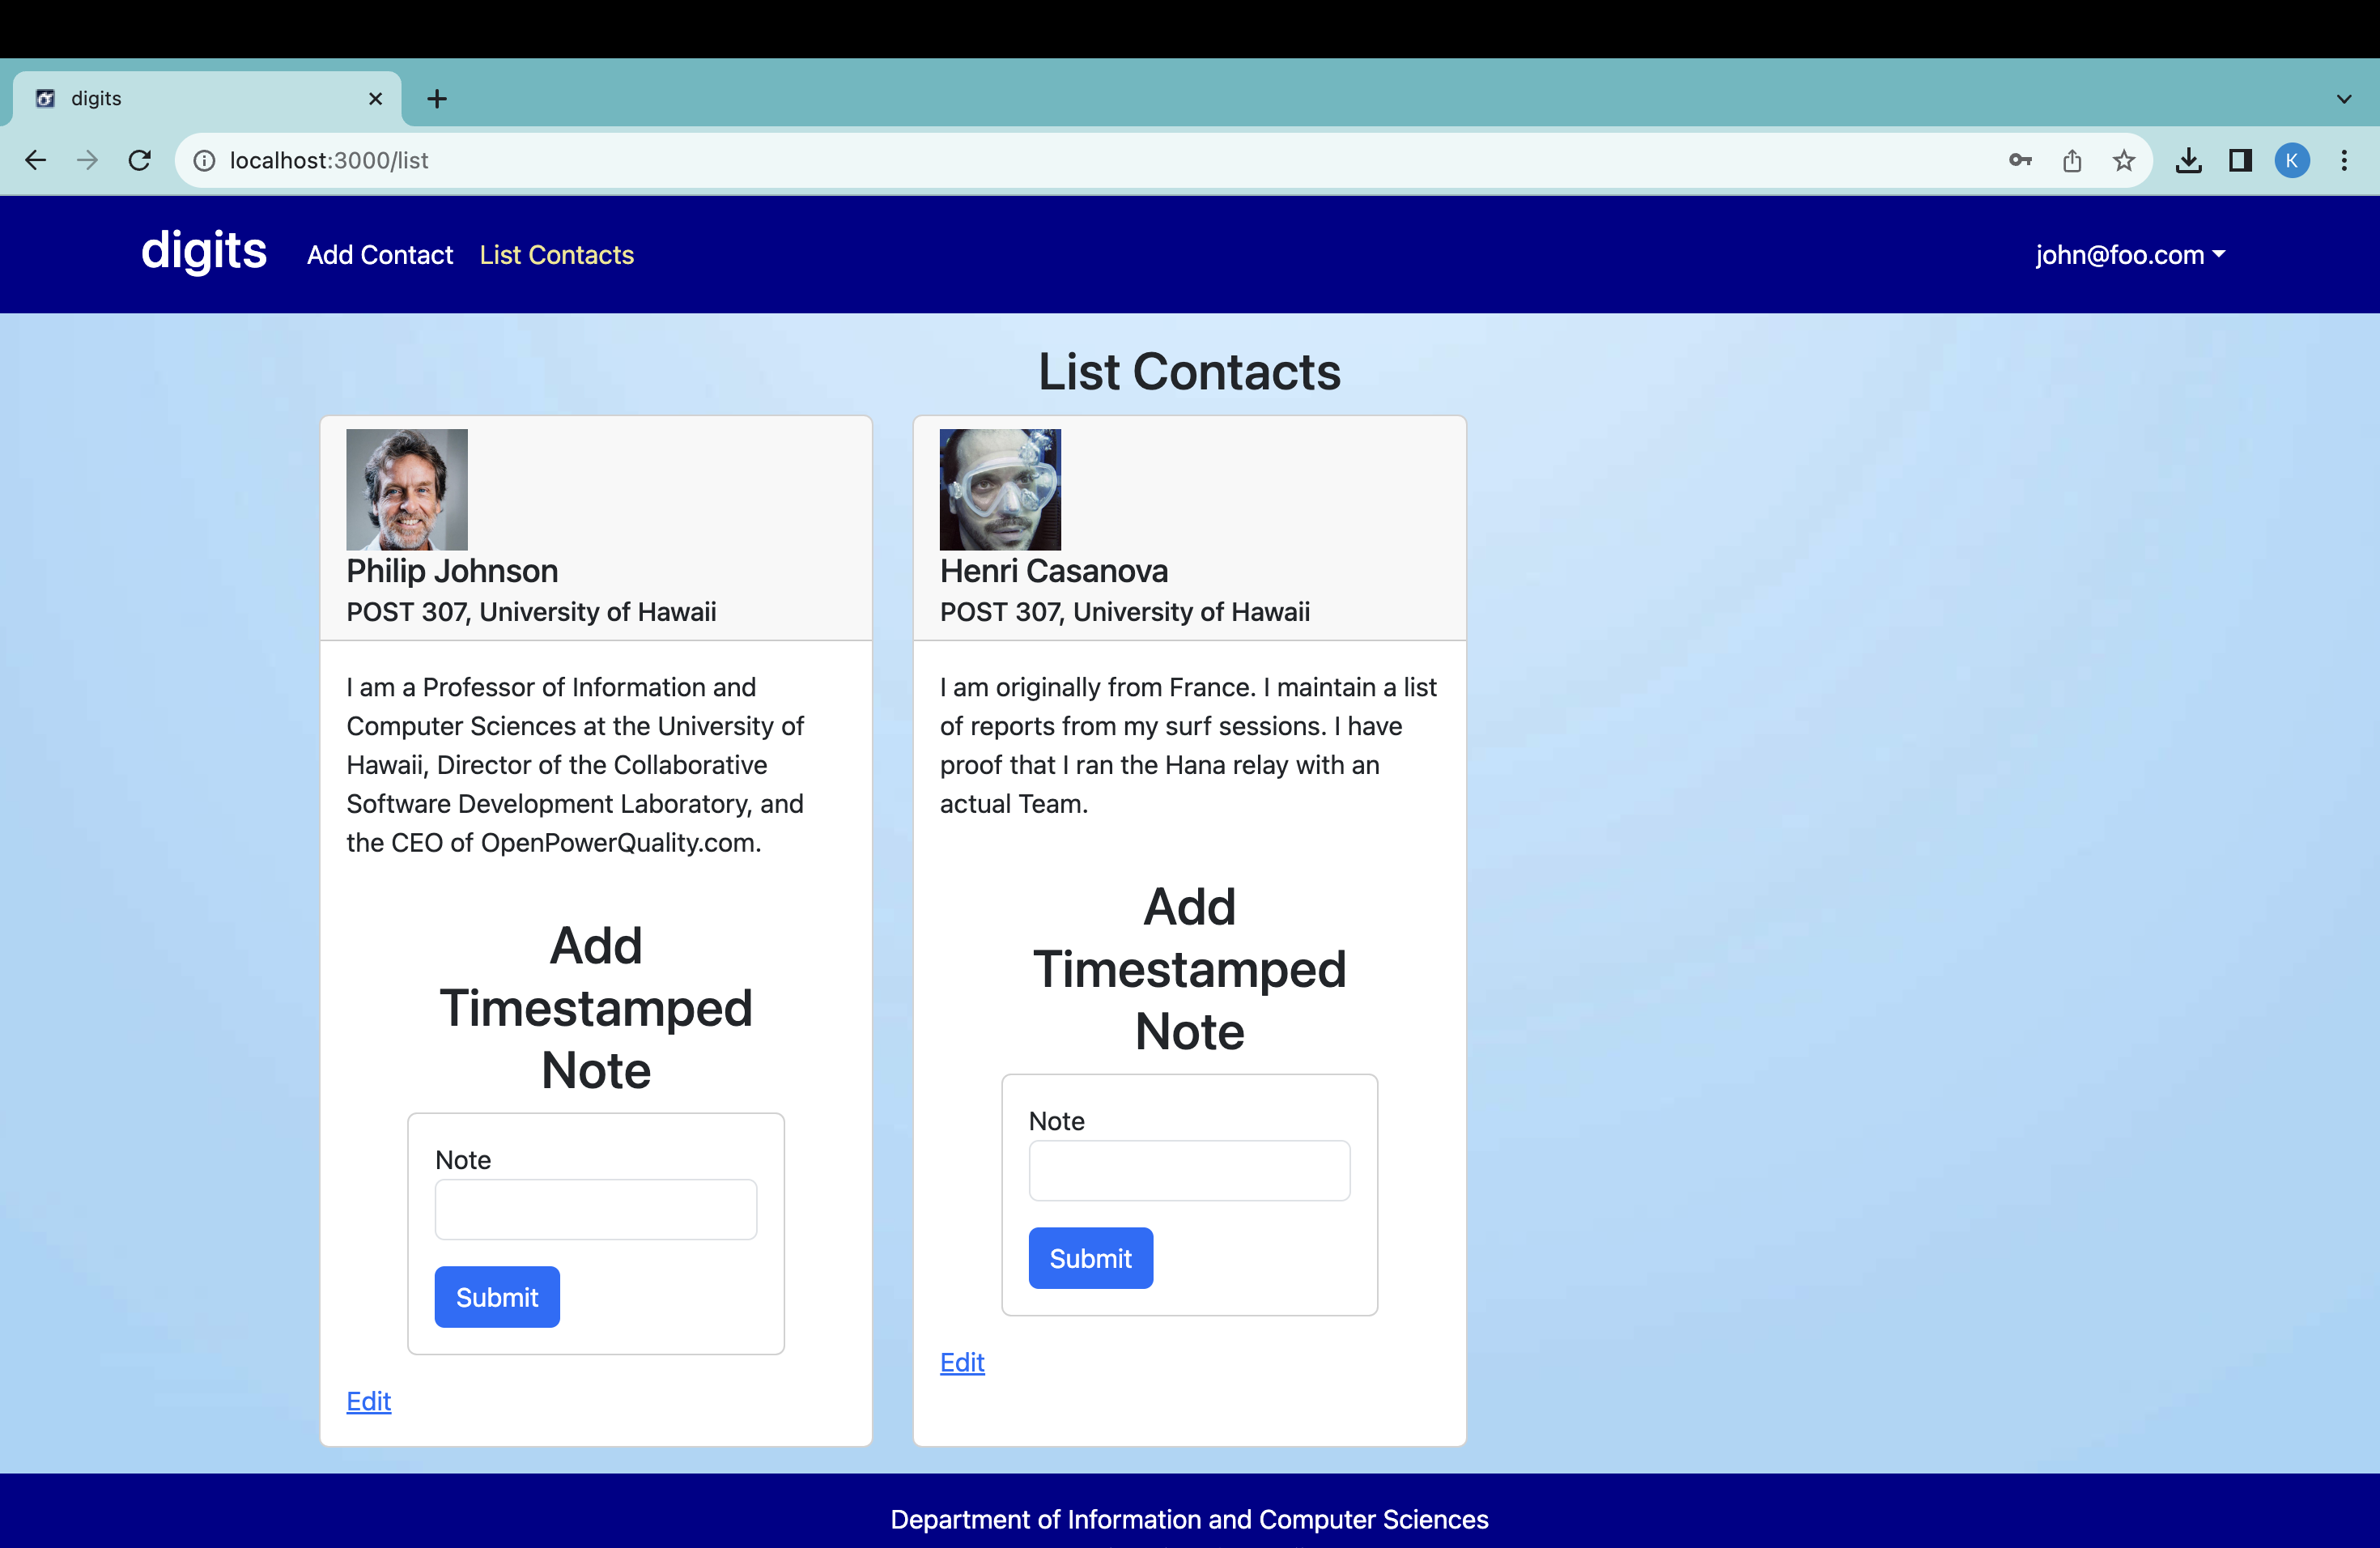 digits
localhost:3000/list
K
digits
Add Contact
List Contacts
john@foo.com
List Contacts
Philip Johnson
POST 307, University of Hawaii
I am a Professor of Information and
Computer Sciences at the University of
Hawaii, Director of the Collaborative
Software Development Laboratory, and
the CEO of OpenPowerQuality.com.
Add
Timestamped
Note
Note
Submit
Edit
Henri Casanova
POST 307, University of Hawaii
I am originally from France. I maintain a list
of reports from my surf sessions. I have
proof that I ran the Hana relay with an
actual Team.
Add
Timestamped
Note
Note
Submit
Edit
Department of Information and Computer Sciences